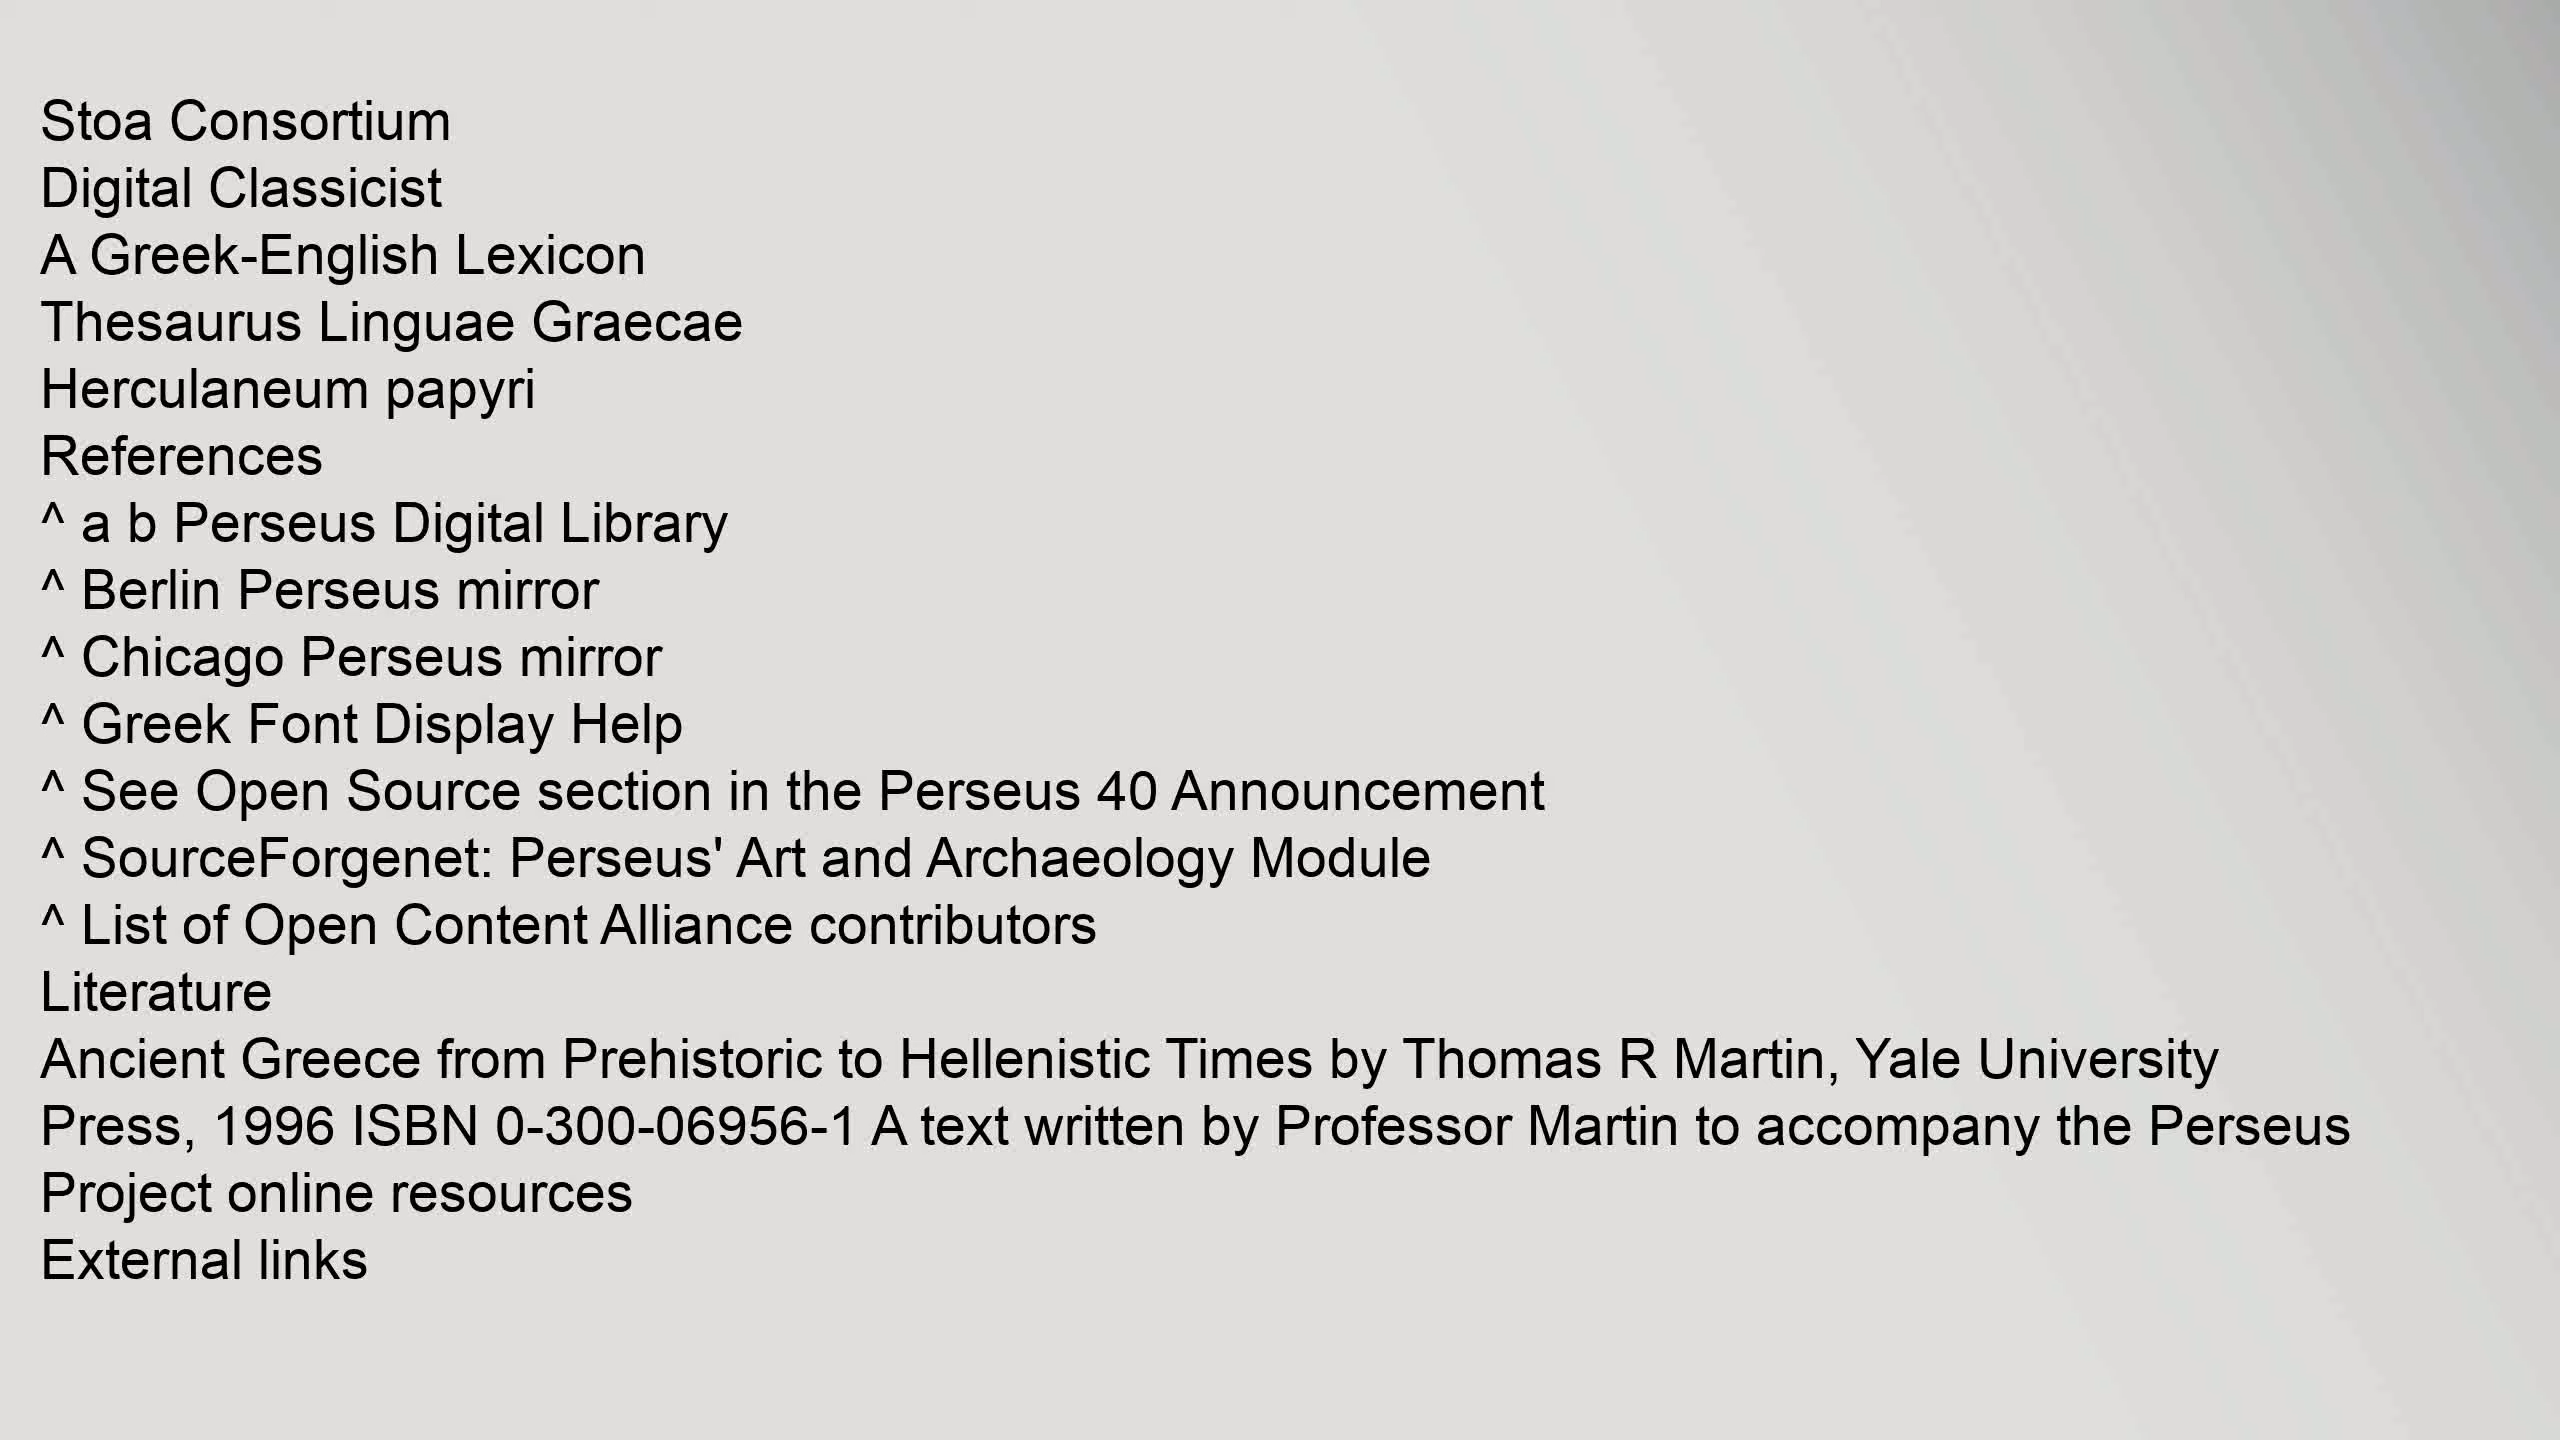 Stoa Consortium
Digital Classicist
A Greek-English Lexicon
Thesaurus Linguae Graecae
Herculaneum papyri
References
^ a b Perseus Digital Library
^ Berlin Perseus mirror
^ Chicago Perseus mirror
^ Greek Font Display Help
^ See Open Source section in the Perseus 40 Announcement
^ SourceForgenet: Perseus' Art and Archaeology Module
^ List of Open Content Alliance contributors
Literature
Ancient Greece from Prehistoric to Hellenistic Times by Thomas R Martin, Yale University
Press, 1996 ISBN 0-300-06956-1 A text written by Professor Martin to accompany the Perseus
Project online resources
External links